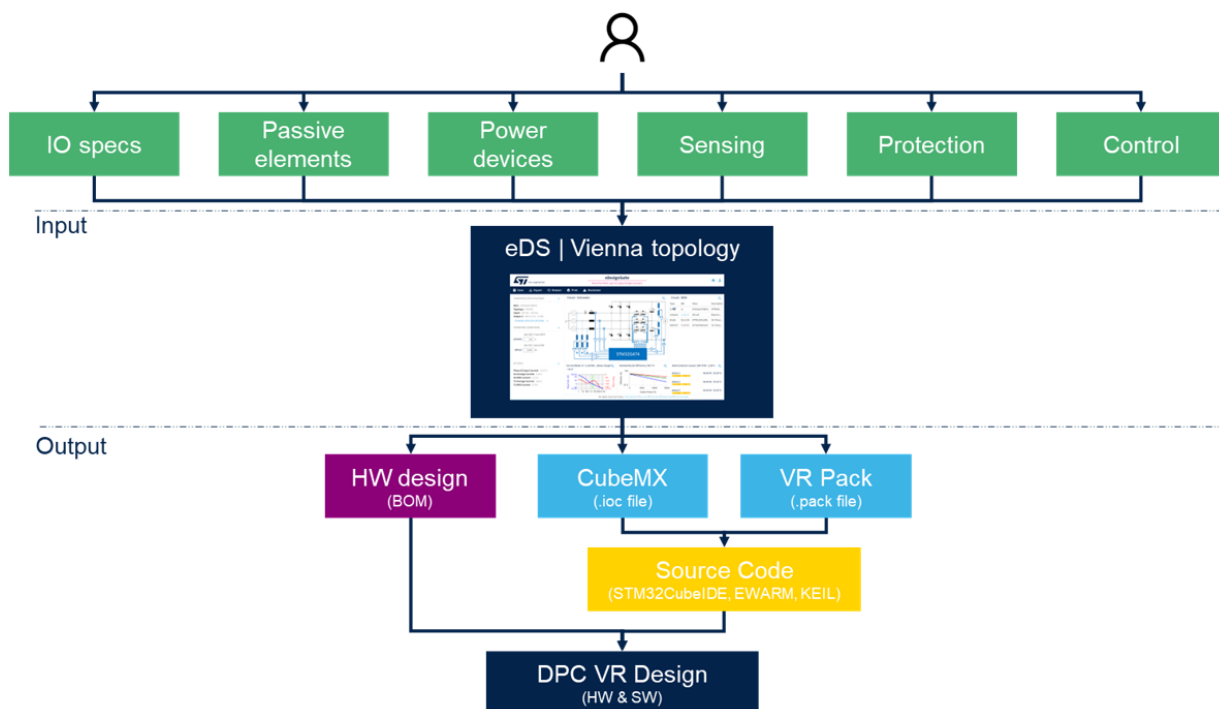 IO specs
Passive
elements
Power
devices
Sensing
Protection
Control
Input
eDS | Vienna topology
eDesignSuite
Output
HW design
(BOM)
CubeMX
(.ioc file)
VR Pack
(.pack file)
Source Code
(STM32CubeIDE, EWARM, KEIL)
DPC VR Design
(HW & SW)